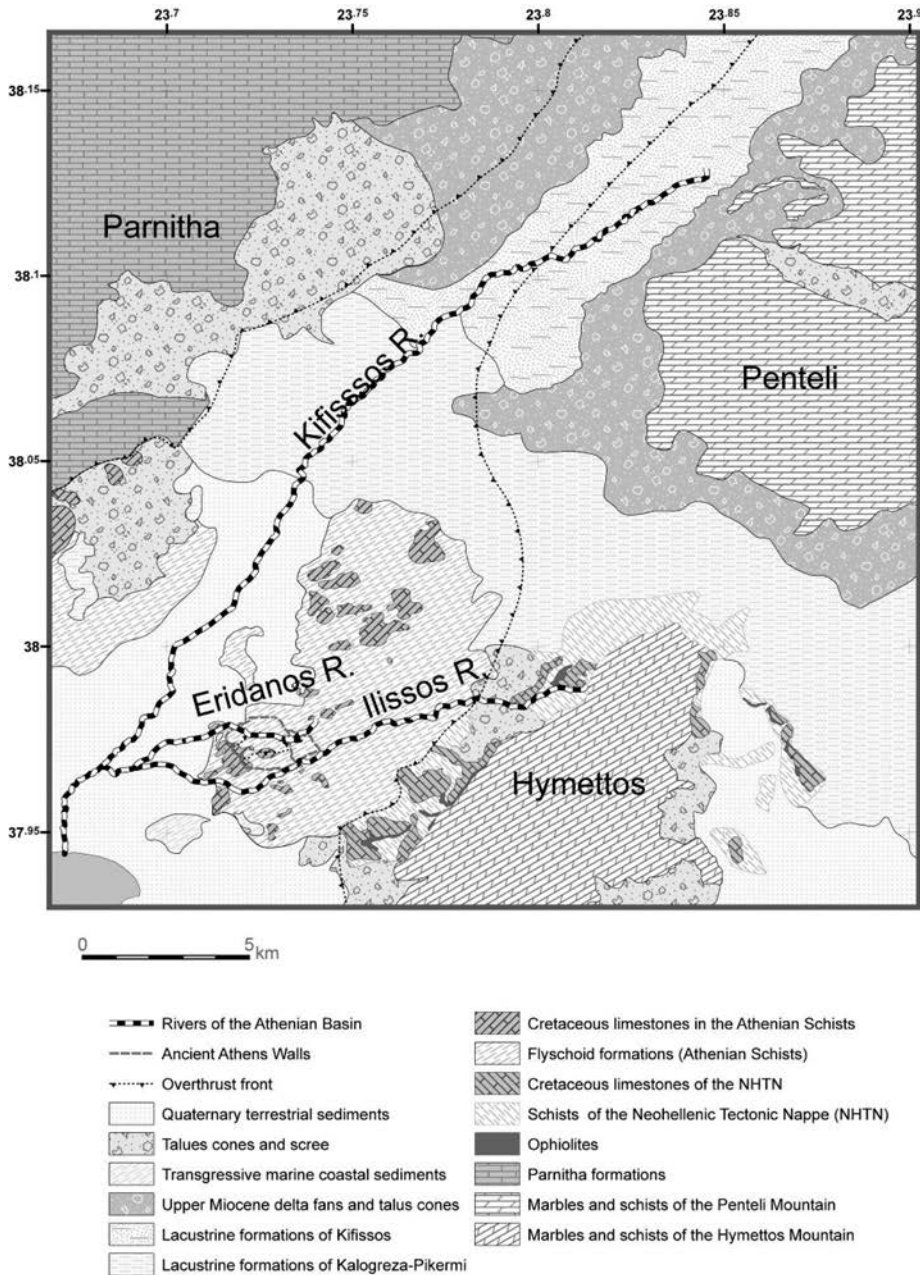 23.7 23.75 23.8 23.85 23.9
38.15
Parnitha
38.1
Kifisssos R.
Penteli
38.05
38
Eridanos R.
Ilissos R.
Hymettos
37.95
0 5 km
Rivers of the Athenian Basin
Ancient Athens Walls
Overthrust front
Quaternary terrestrial sediments
Talues cones and scree
Transgressive marine coastal sediments
Upper Miocene delta fans and talus cones
Lacustrine formations of Kifissos
Lacustrine formations of Kalogreza-Pikermi
Cretaceous limestones in the Athenian Schists
Flyschoid formations (Athenian Schists)
Cretaceous limestones of the NHTN
Schists of the Neohellenic Tectonic Nappe (NHTN)
Ophiolites
Parnitha formations
Marbles and schists of the Penteli Mountain
Marbles and schists of the Hymettos Mountain